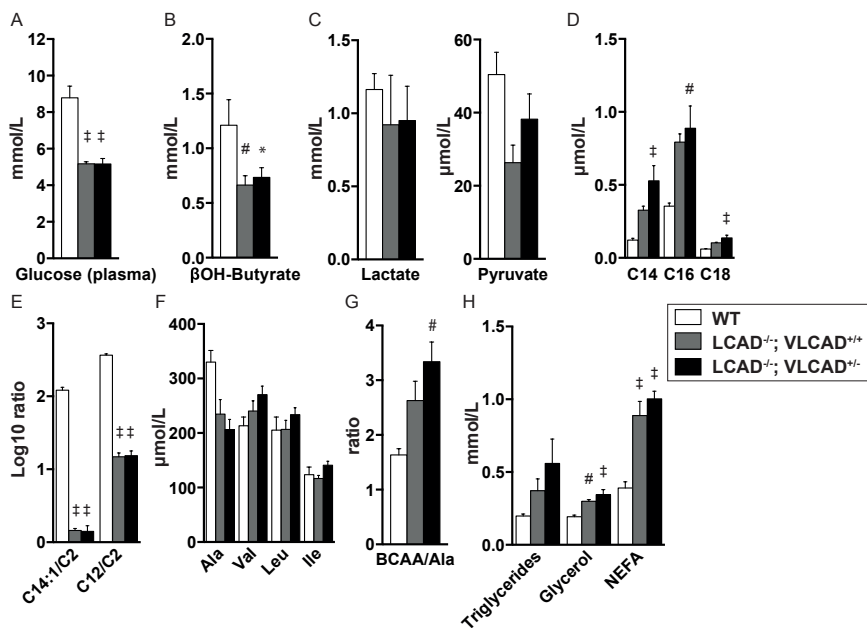 A
B
C
D
12
10
8
6
4
2
0
mmol/L
‡ ‡
Glucose (plasma)
2.0
1.5
1.0
0.5
0.0
mmol/L
# *
βOH-Butyrate
1.5
1.0
0.5
0.0
mmol/L
Lactate
60
40
20
0
μmol/L
Pyruvate
1.0
0.5
0.0
μmol/L
‡
#
‡
C14 C16 C18
E
F
G
H
WT
LCAD-/-; VLCAD+/+
LCAD-/-; VLCAD+/-
3
2
1
0
Log10 ratio
‡‡
‡‡
C14:1/C2
C12/C2
400
300
200
100
0
μmol/L
Ala
Val
Leu
Ile
4
3
2
1
0
ratio
#
BCAA/Ala
1.5
1.0
0.5
0.0
mmol/L
# ‡
‡ ‡
Triglycerides
Glycerol
NEFA